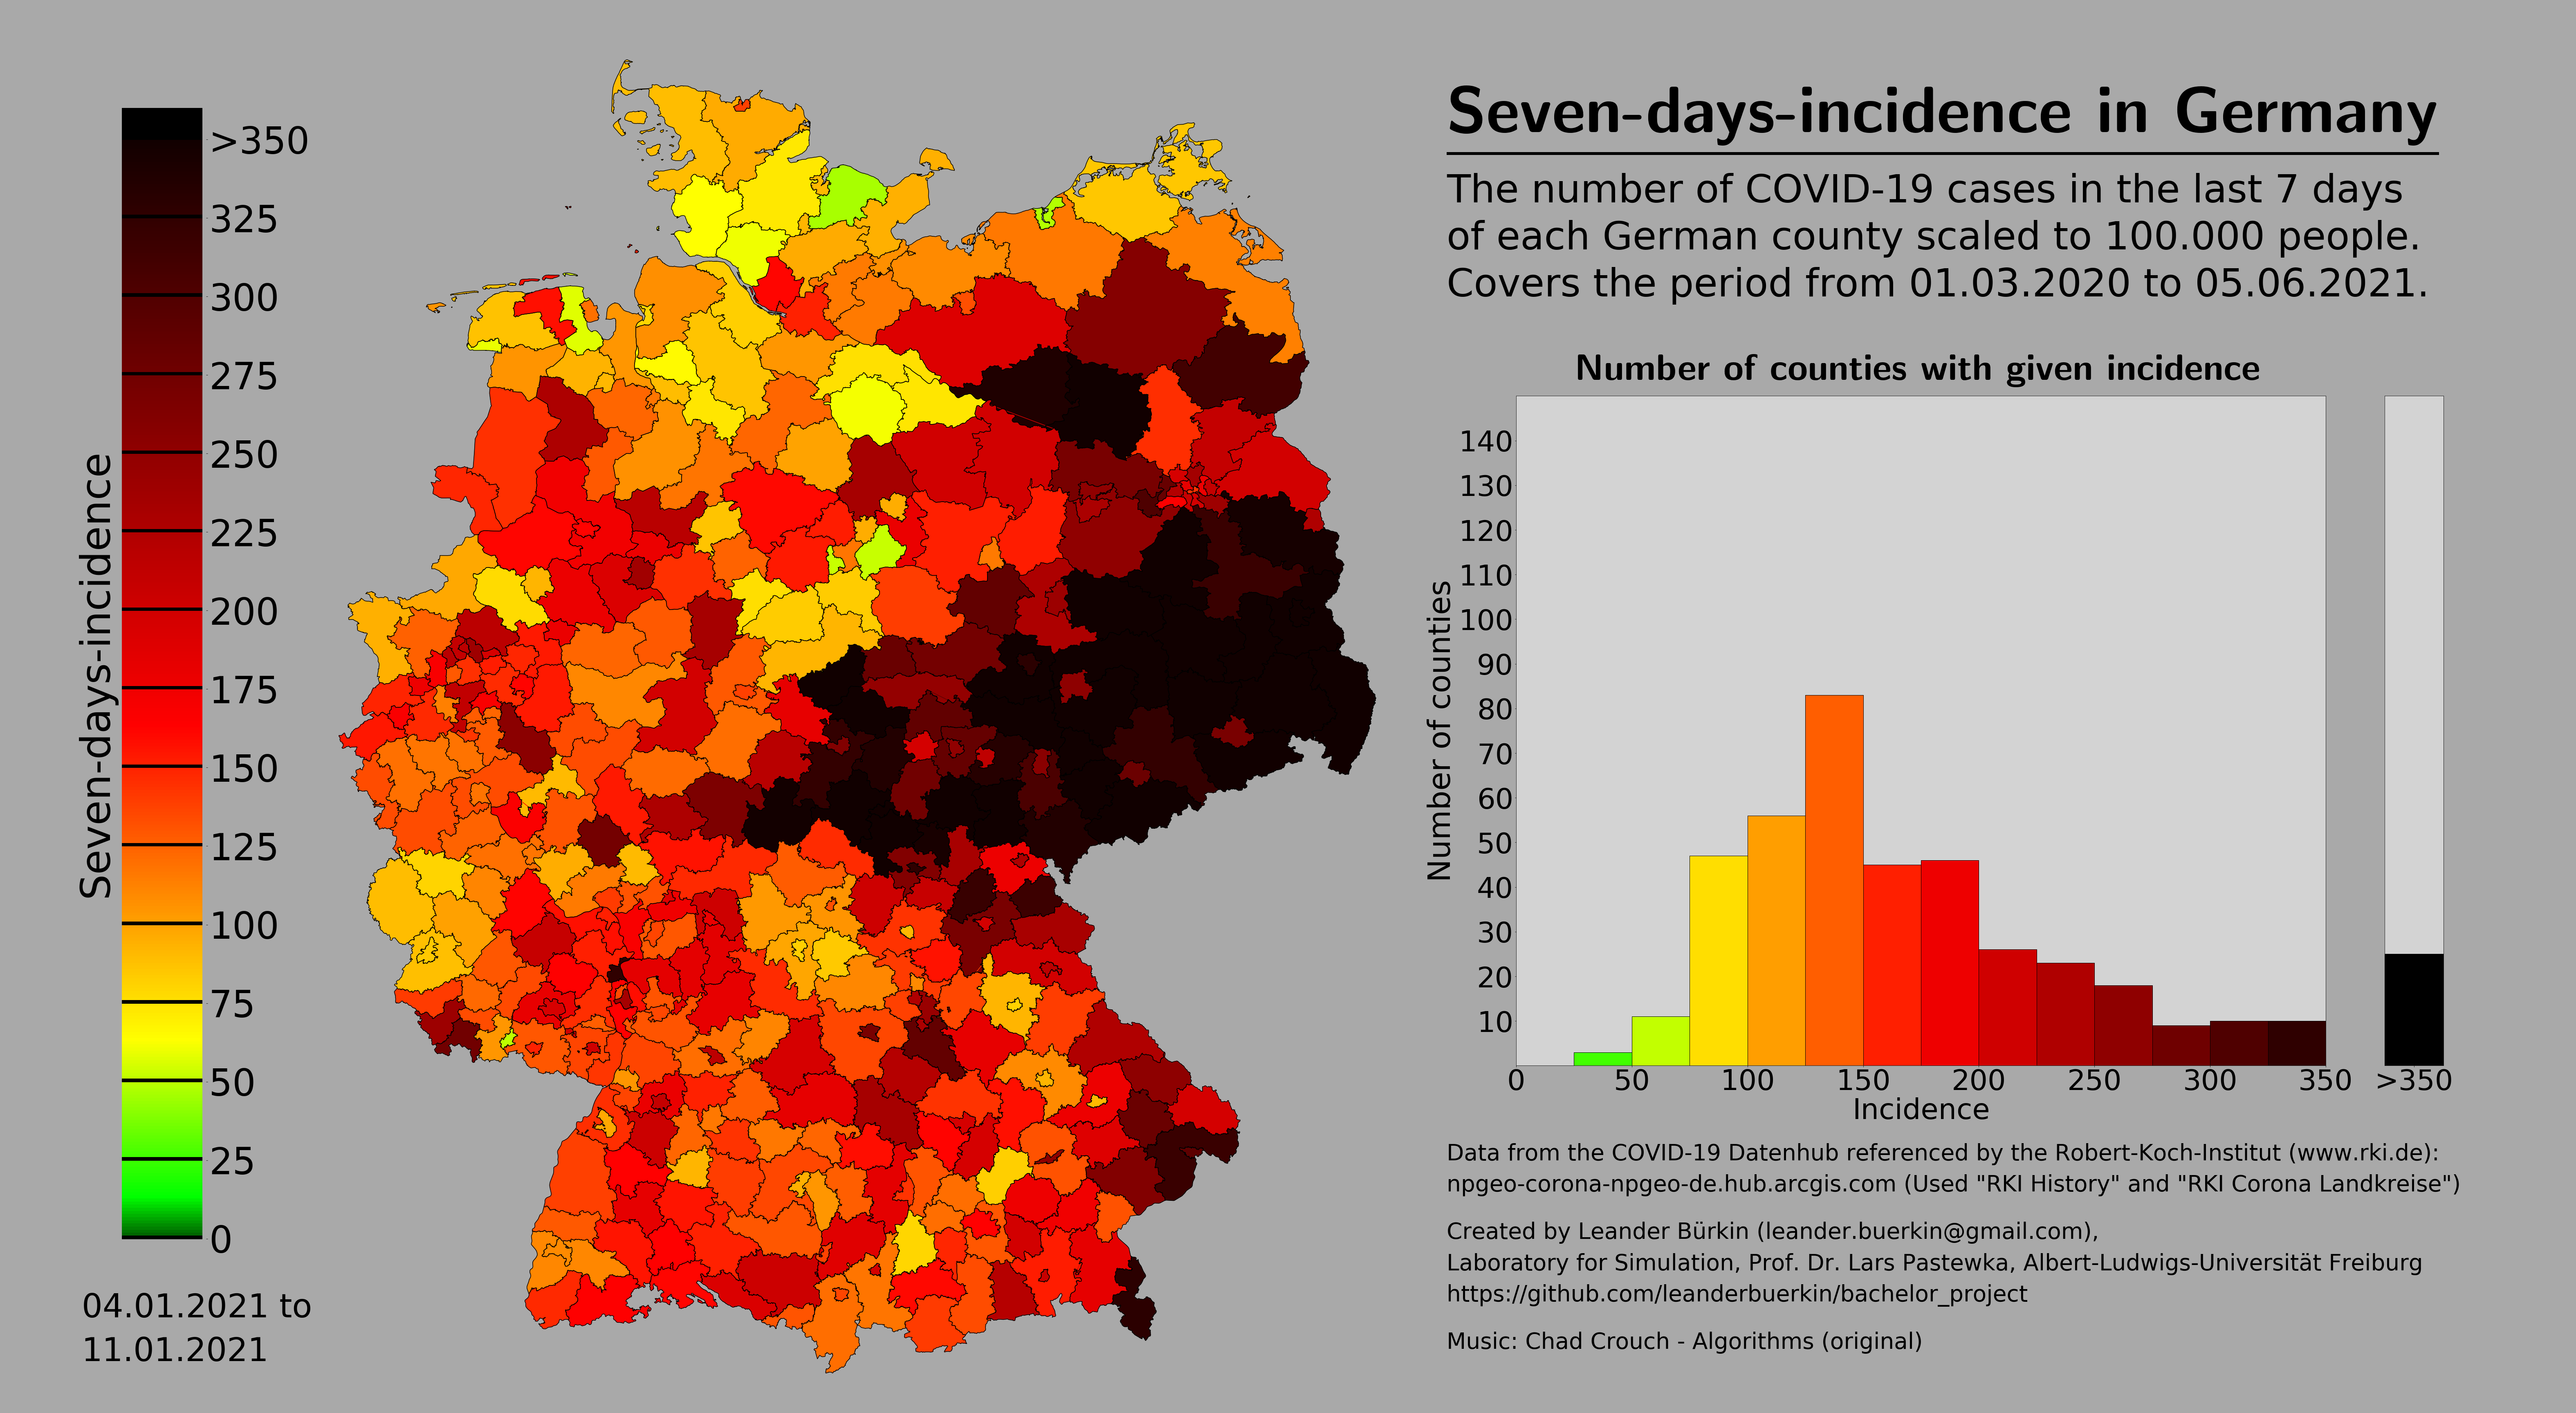 Seven-days-incidence in Germany
The number of COVID-19 cases in the last 7 days
of each German county scaled to 100.000 people.
Covers the period from 01.03.2020 to 05.06.2021.
Seven-days-incidence
>350
325
300
275
250
225
200
175
150
125
100
75
50
25
0
04.01.2021 to
11.01.2021
Number of counties with given incidence
Number of counties
140
130
120
110
100
90
80
70
60
50
40
30
20
10
0 50 100 150 200 250 300 350 >350
Incidence
Data from the COVID-19 Datenhub referenced by the Robert-Koch-Institut (www.rki.de):
npgeo-corona-npgeo-de.hub.arcgis.com (Used "RKI History" and "RKI Corona Landkreise")
Created by Leander Bürkin (leander.buerkin@gmail.com),
Laboratory for Simulation, Prof. Dr. Lars Pastewka, Albert-Ludwigs-Universität Freiburg
https://github.com/leanderbuerkin/bachelor_project
Music: Chad Crouch - Algorithms (original)